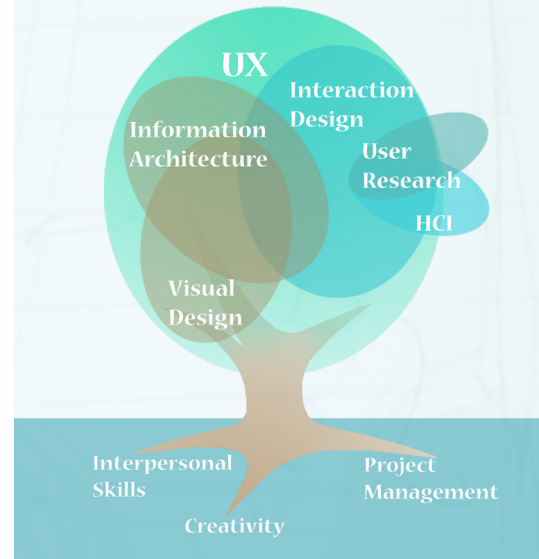 UX
Interaction
Design
Information
Architecture
User
Research
HCI
Visual
Design
Interpersonal
Skills
Project
Management
Creativity